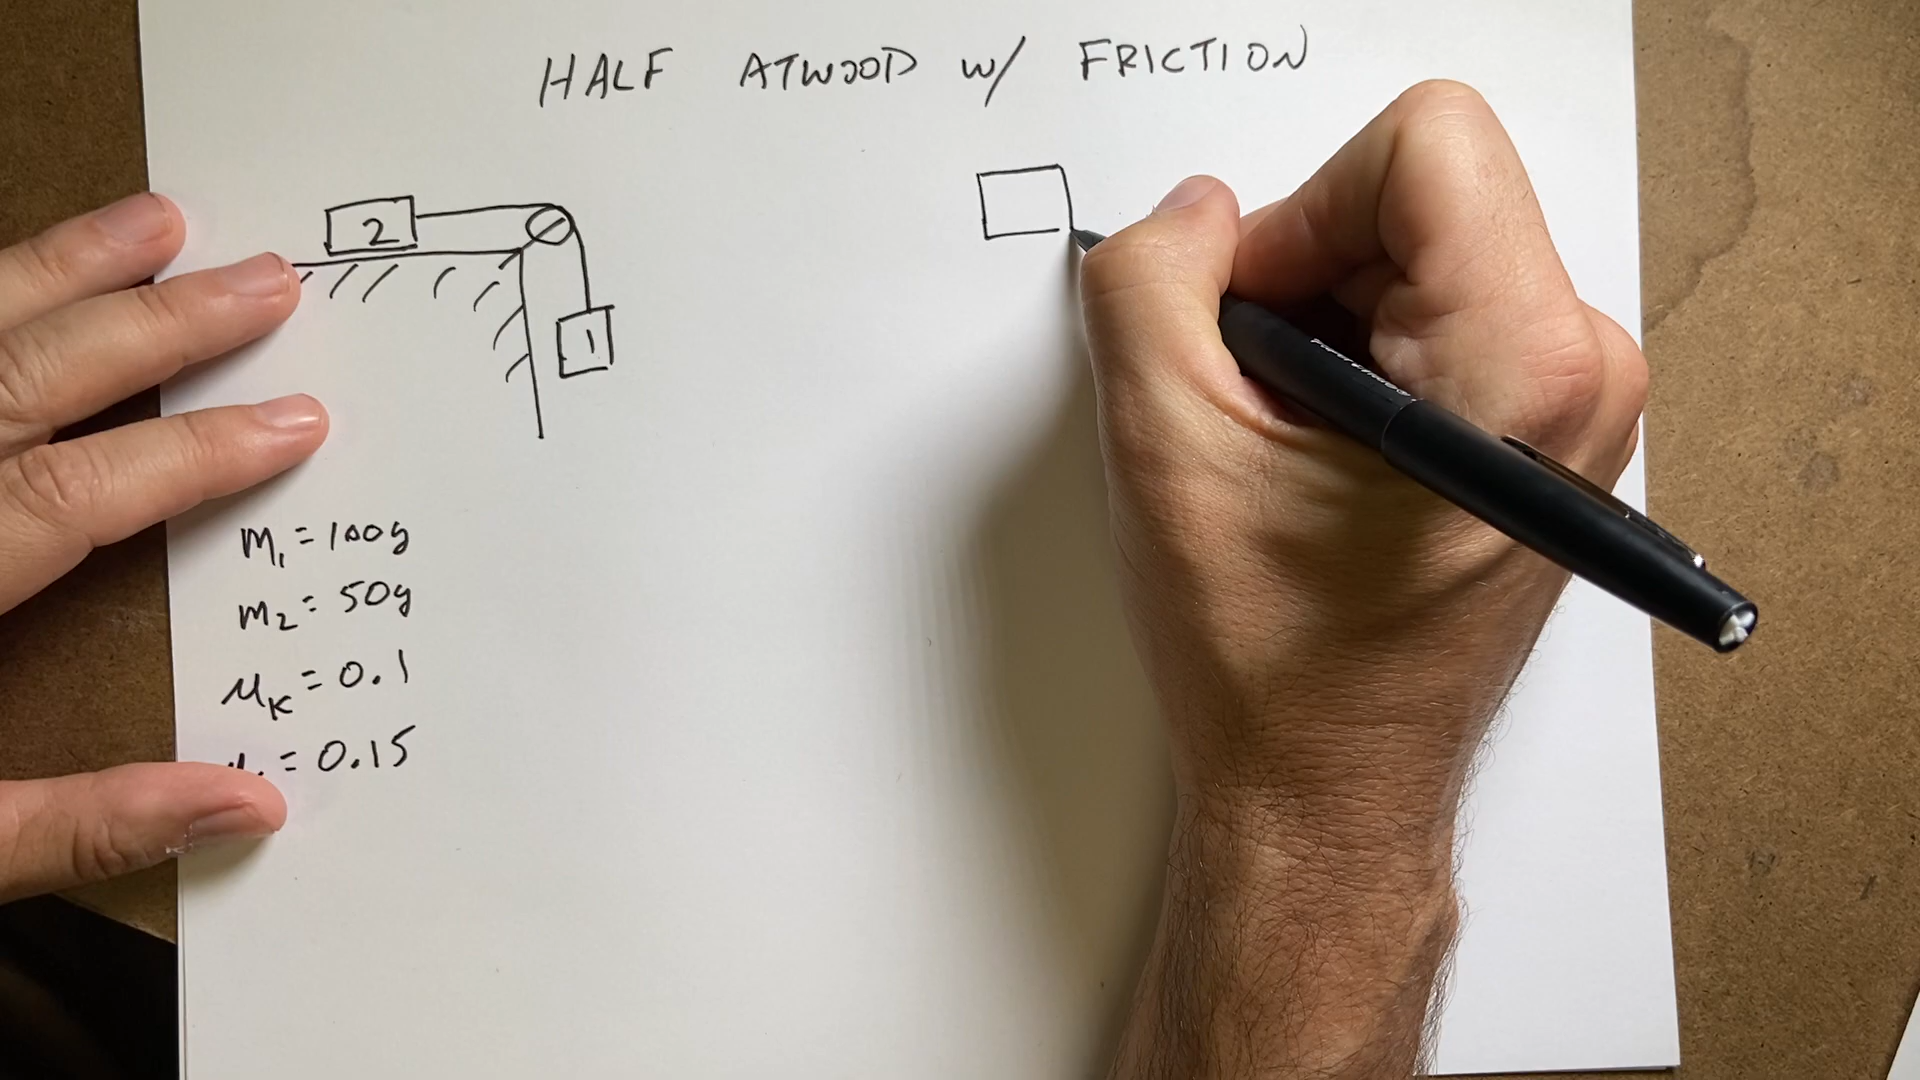 HALF ATWOOD w/ FRICTION
2
1
m₁ = 100g
m₂ = 50g
μₖ = 0.1
= 0.15